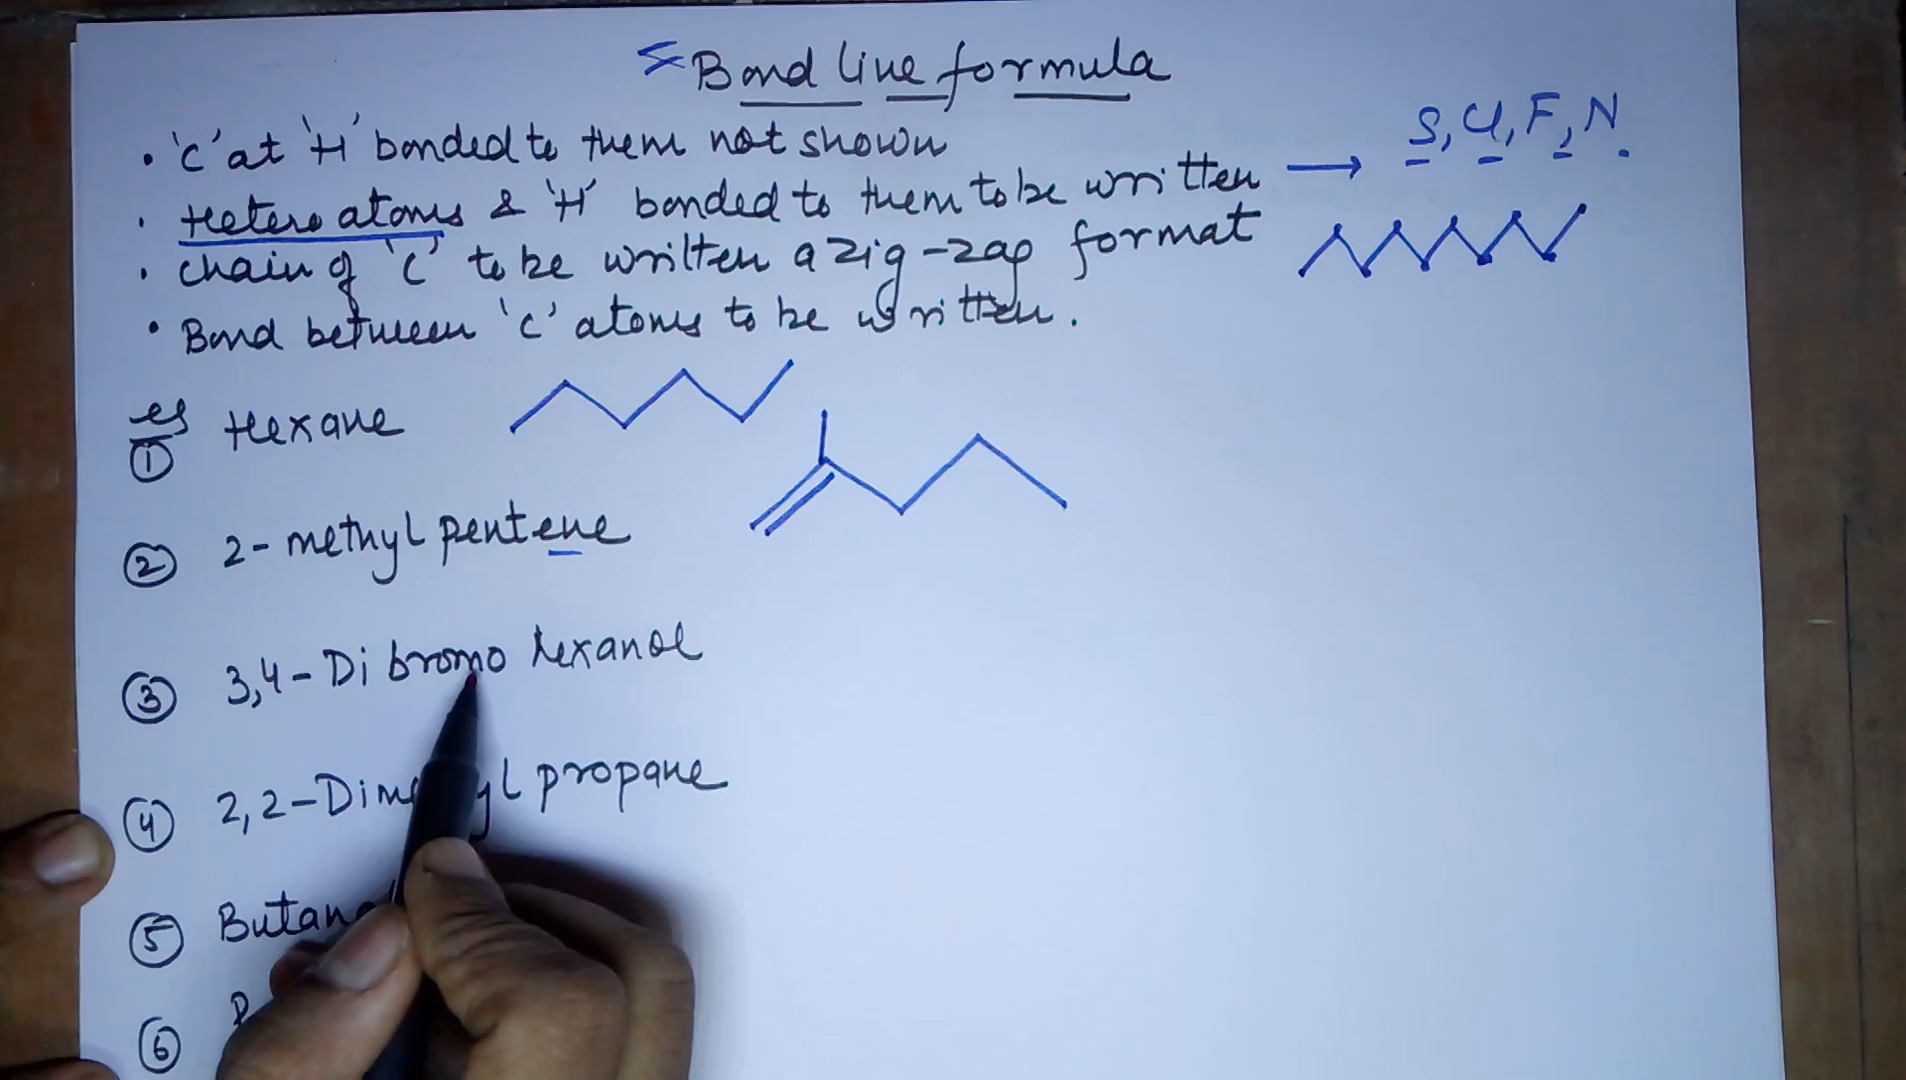 Bond line formula
• 'C' at 'H' bonded to them not shown
• Hetero atoms & 'H' bonded to them to be written → S, Cl, F, N.
• chain of 'C' to be written a zig-zag format
• Bond between 'C' atoms to be written.
eg
① Hexane
② 2- methyl pentene
③ 3,4-Di bromo hexanol
④ 2,2- propane
⑤
⑥